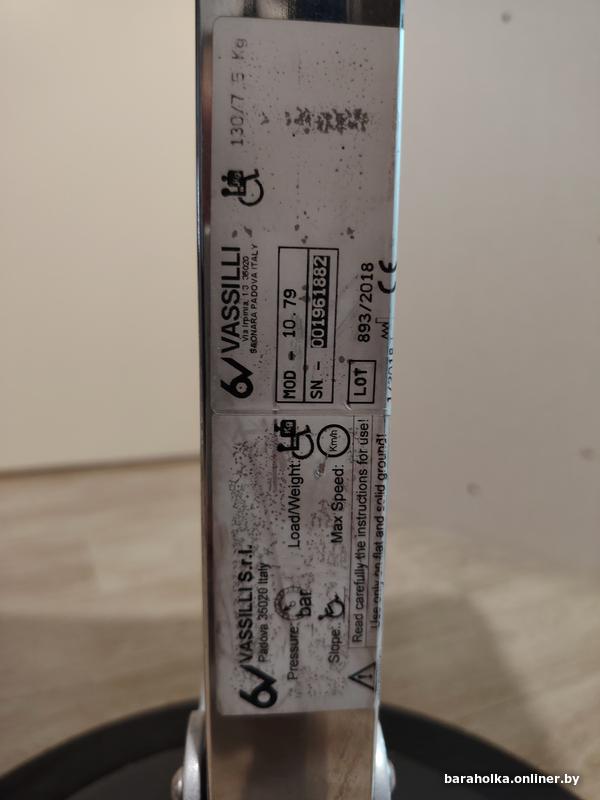 130/7.5 Kg
VASSILLI
Via Irpinia, 1\3 35020
SAONARA PADOVA ITALY
MOD - 10.79
SN - 001961882
LOT 893/2018
CE
VASSILLI S.r.l.
Padova 35020 Italy
Load/Weight:
Kg
Pressure: bar
Max Speed: Km/h
Slope:
Read carefully the instructions for use!
Use only on flat and solid ground!
baraholka.onliner.by